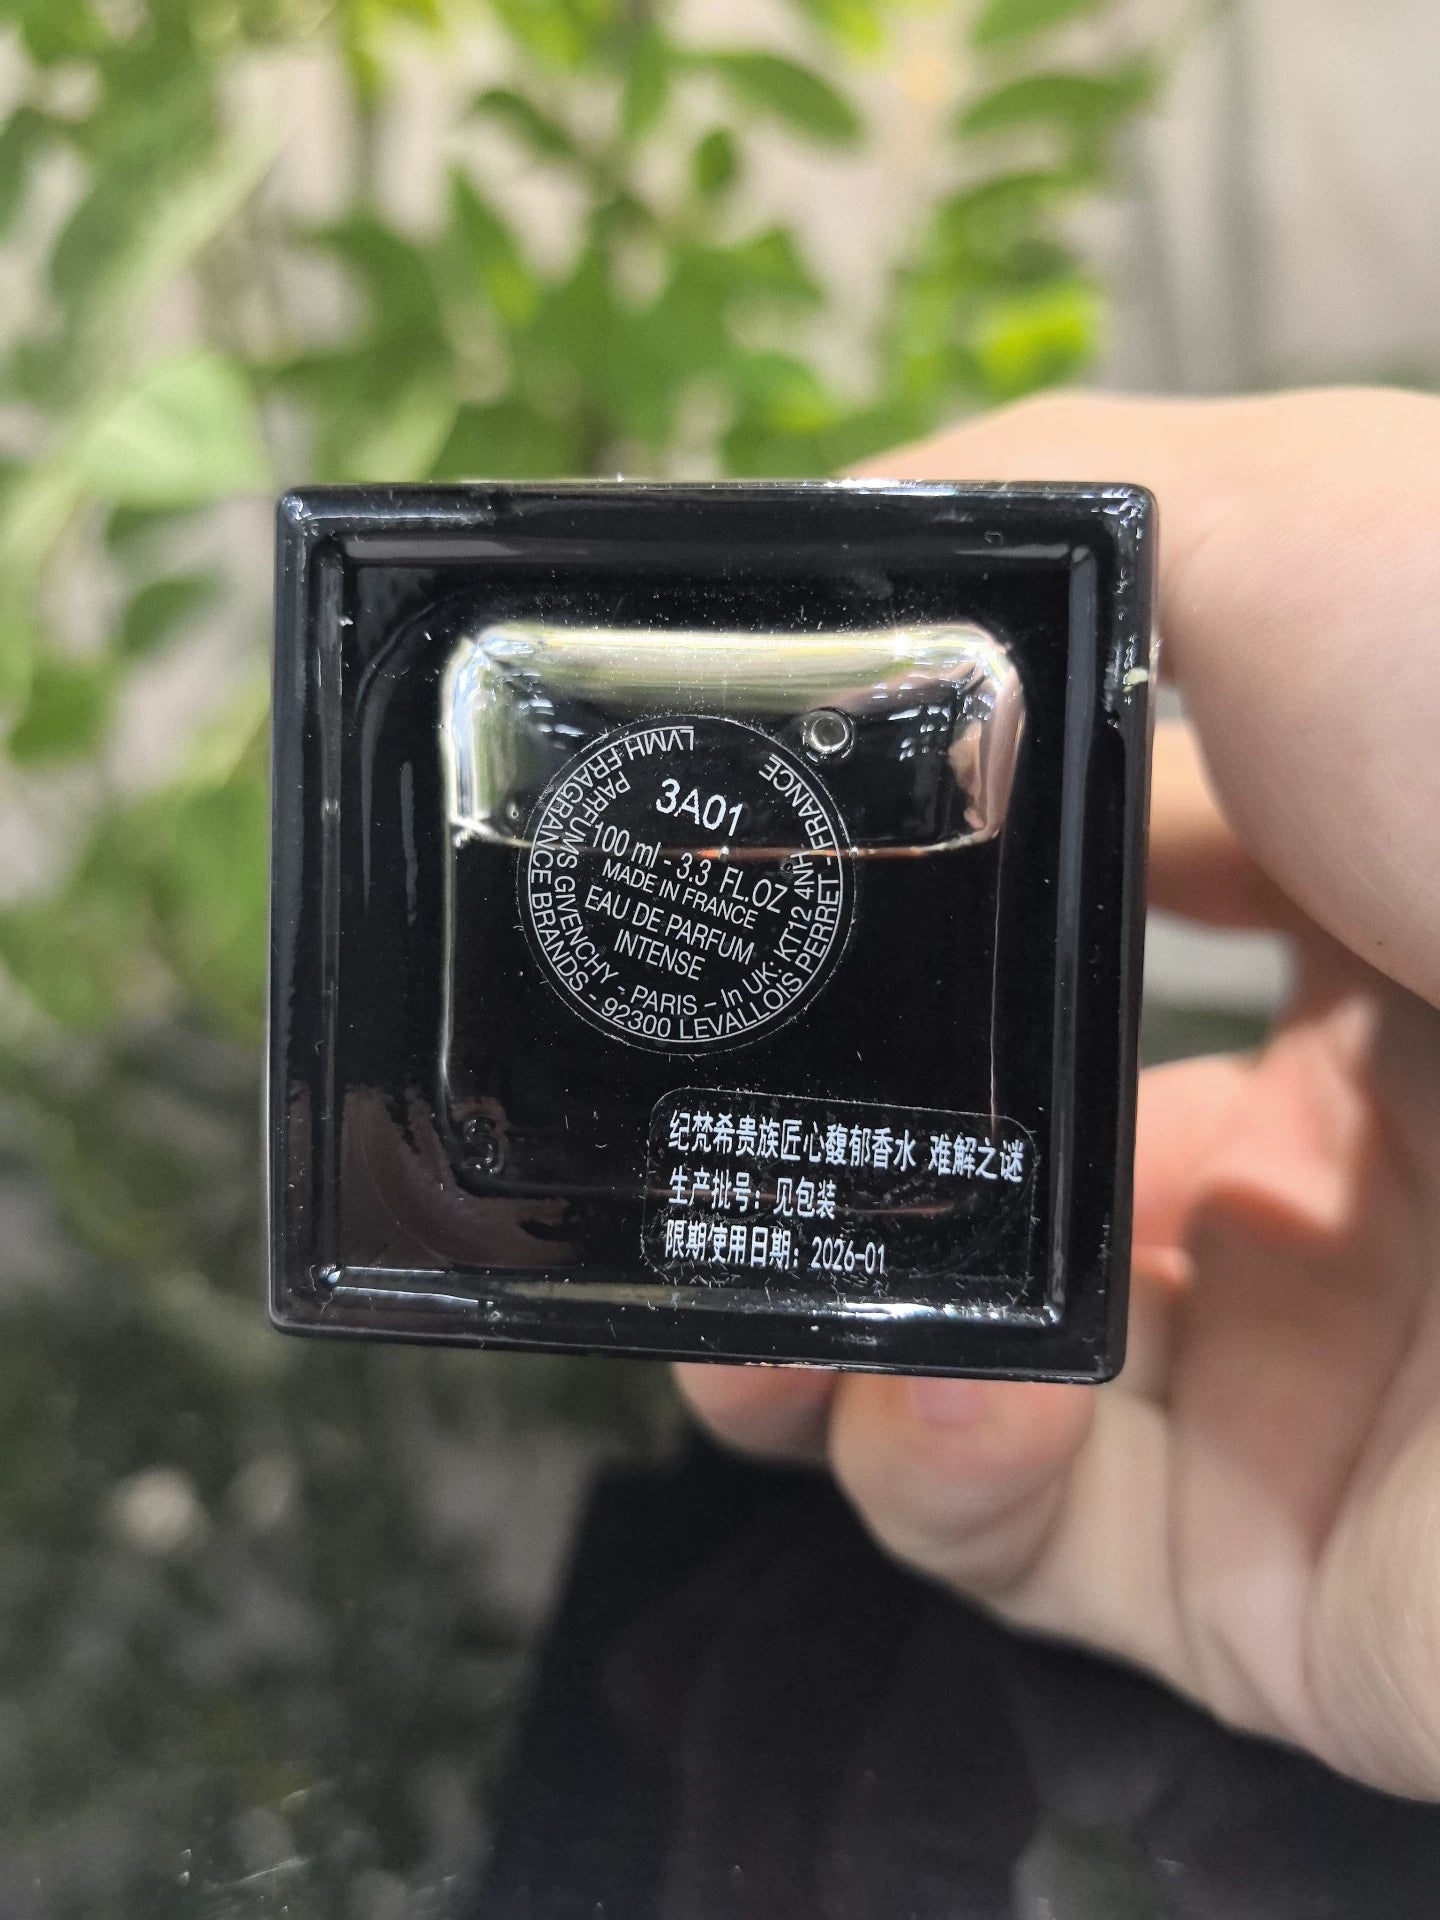 LVMH FRAGRANCE BRANDS - 92300 LEVALLOIS PERRET - FRANCE
PARFUMS GIVENCHY - PARIS - In UK: KT12 4NH
3A01
100 ml - 3.3 FL.OZ
MADE IN FRANCE
EAU DE PARFUM
INTENSE
纪梵希贵族匠心馥郁香水 难解之谜
生产批号：见包装
限期使用日期：2026-01